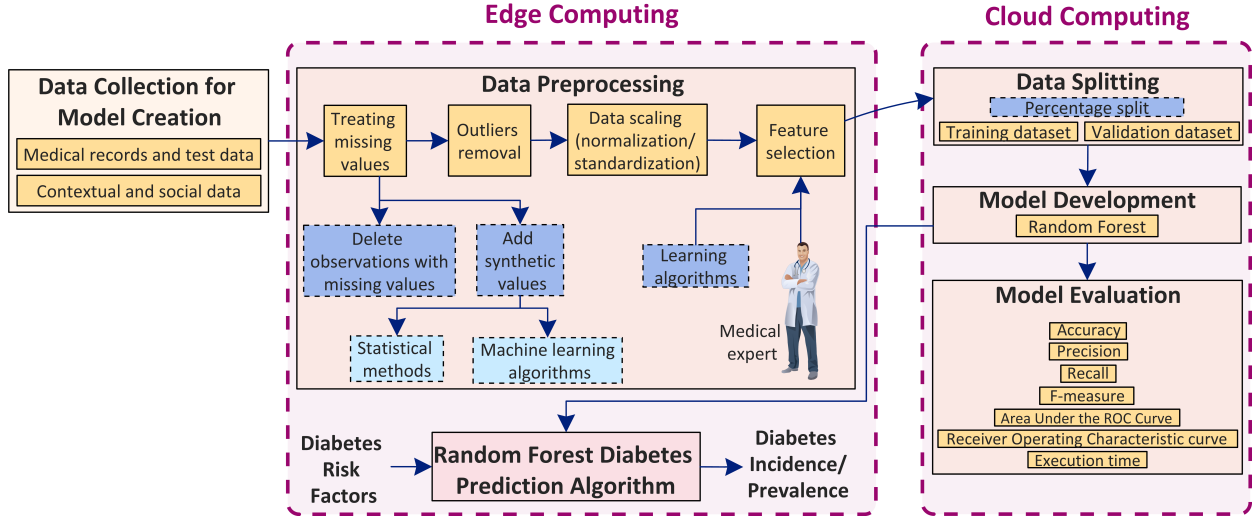 Edge Computing
Cloud Computing
Data Collection for
Model Creation
Medical records and test data
Contextual and social data
Data Preprocessing
Treating
missing
values
Outliers
removal
Data scaling
(normalization/
standardization)
Feature
selection
Delete
observations with
missing values
Add
synthetic
values
Learning
algorithms
Statistical
methods
Machine learning
algorithms
Medical
expert
Diabetes
Risk
Factors
Random Forest Diabetes
Prediction Algorithm
Diabetes
Incidence/
Prevalence
Data Splitting
Percentage split
Training dataset
Validation dataset
Model Development
Random Forest
Model Evaluation
Accuracy
Precision
Recall
F-measure
Area Under the ROC Curve
Receiver Operating Characteristic curve
Execution time